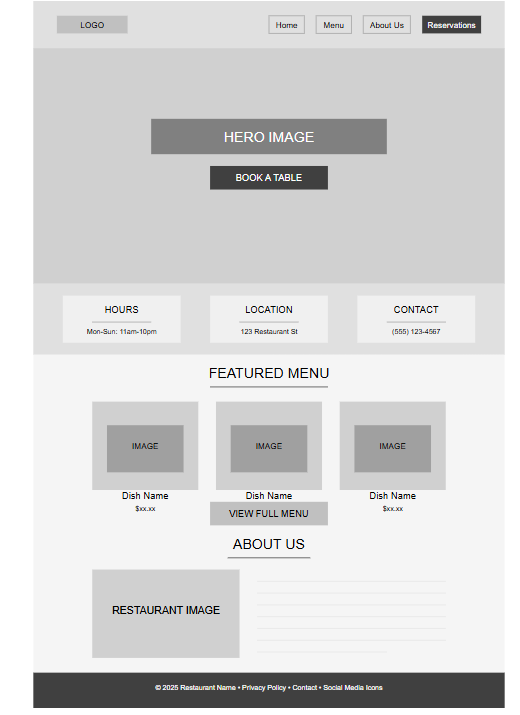 LOGO
Home
Menu
About Us
Reservations
HERO IMAGE
BOOK A TABLE
HOURS
Mon-Sun: 11am-10pm
LOCATION
123 Restaurant St
CONTACT
(555) 123-4567
FEATURED MENU
IMAGE
IMAGE
IMAGE
Dish Name
Dish Name
Dish Name
$xx.xx
$xx.xx
VIEW FULL MENU
ABOUT US
RESTAURANT IMAGE
© 2025 Restaurant Name • Privacy Policy • Contact • Social Media Icons